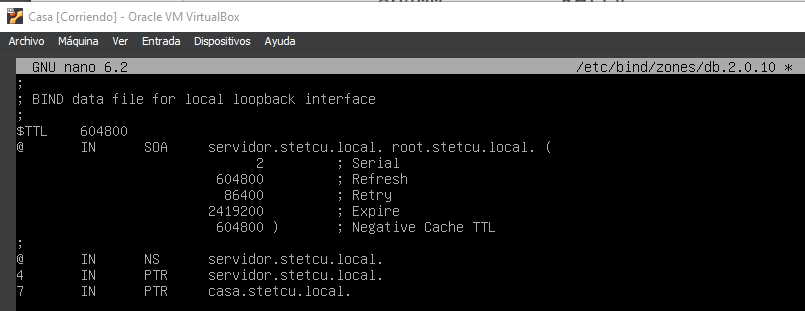 Casa [Corriendo] - Oracle VM VirtualBox
Archivo Máquina Ver Entrada Dispositivos Ayuda
GNU nano 6.2 /etc/bind/zones/db.2.0.10 *
;
; BIND data file for local loopback interface
;
$TTL 604800
@ IN SOA servidor.stetcu.local. root.stetcu.local. (
2 ; Serial
604800 ; Refresh
86400 ; Retry
2419200 ; Expire
604800 ) ; Negative Cache TTL
;
@ IN NS servidor.stetcu.local.
4 IN PTR servidor.stetcu.local.
7 IN PTR casa.stetcu.local.